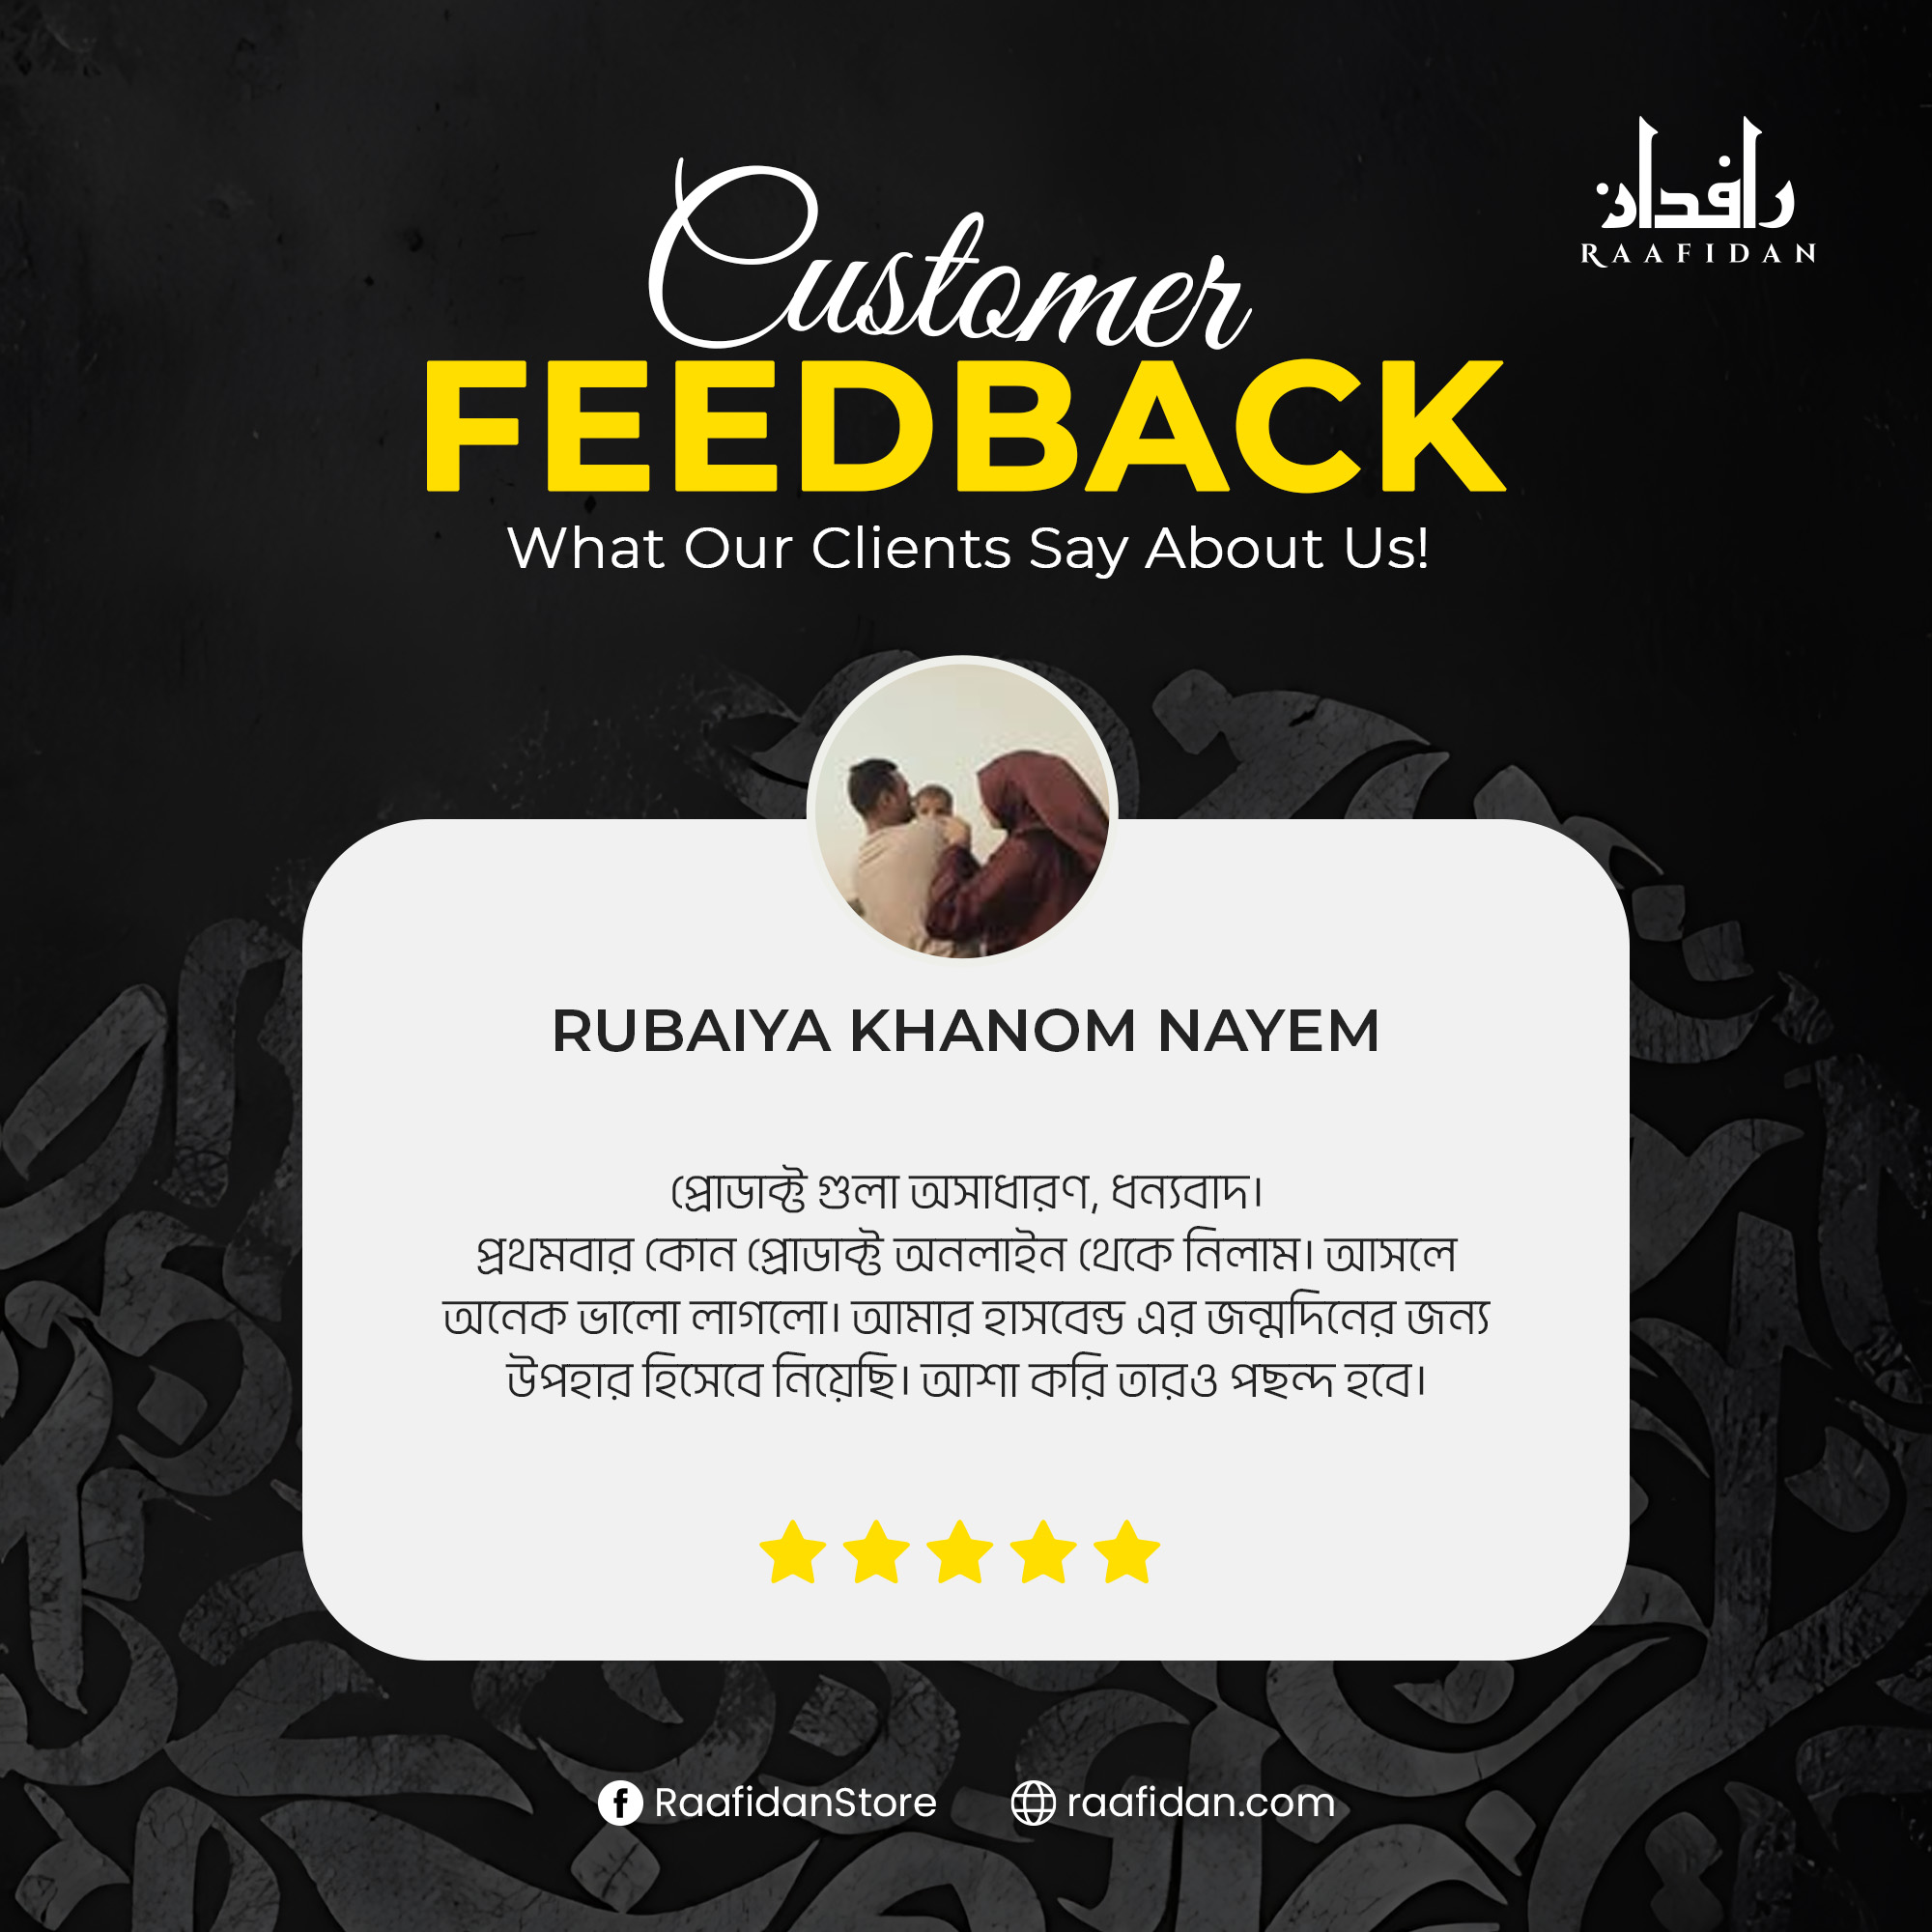 رافدان
RAAFIDAN
Customer
FEEDBACK
What Our Clients Say About Us!
RUBAIYA KHANOM NAYEM
প্রোডাক্ট গুলা অসাধারণ, ধন্যবাদ।
প্রথমবার কোন প্রোডাক্ট অনলাইন থেকে নিলাম। আসলে
অনেক ভালো লাগলো। আমার হাসবেন্ড এর জন্মদিনের জন্য
উপহার হিসেবে নিয়েছি। আশা করি তারও পছন্দ হবে।
RaafidanStore
raafidan.com